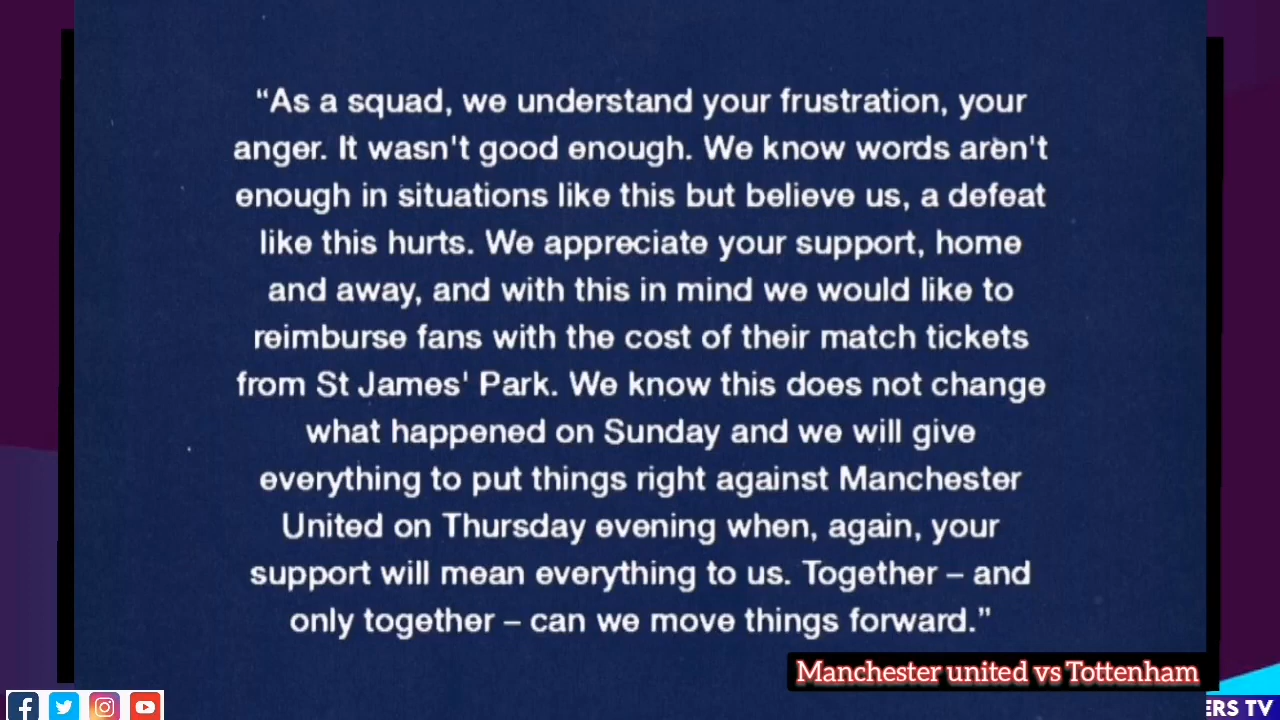 “As a squad, we understand your frustration, your
anger. It wasn't good enough. We know words aren't
enough in situations like this but believe us, a defeat
like this hurts. We appreciate your support, home
and away, and with this in mind we would like to
reimburse fans with the cost of their match tickets
from St James' Park. We know this does not change
what happened on Sunday and we will give
everything to put things right against Manchester
United on Thursday evening when, again, your
support will mean everything to us. Together – and
only together – can we move things forward.”
Manchester united vs Tottenham
ERS TV